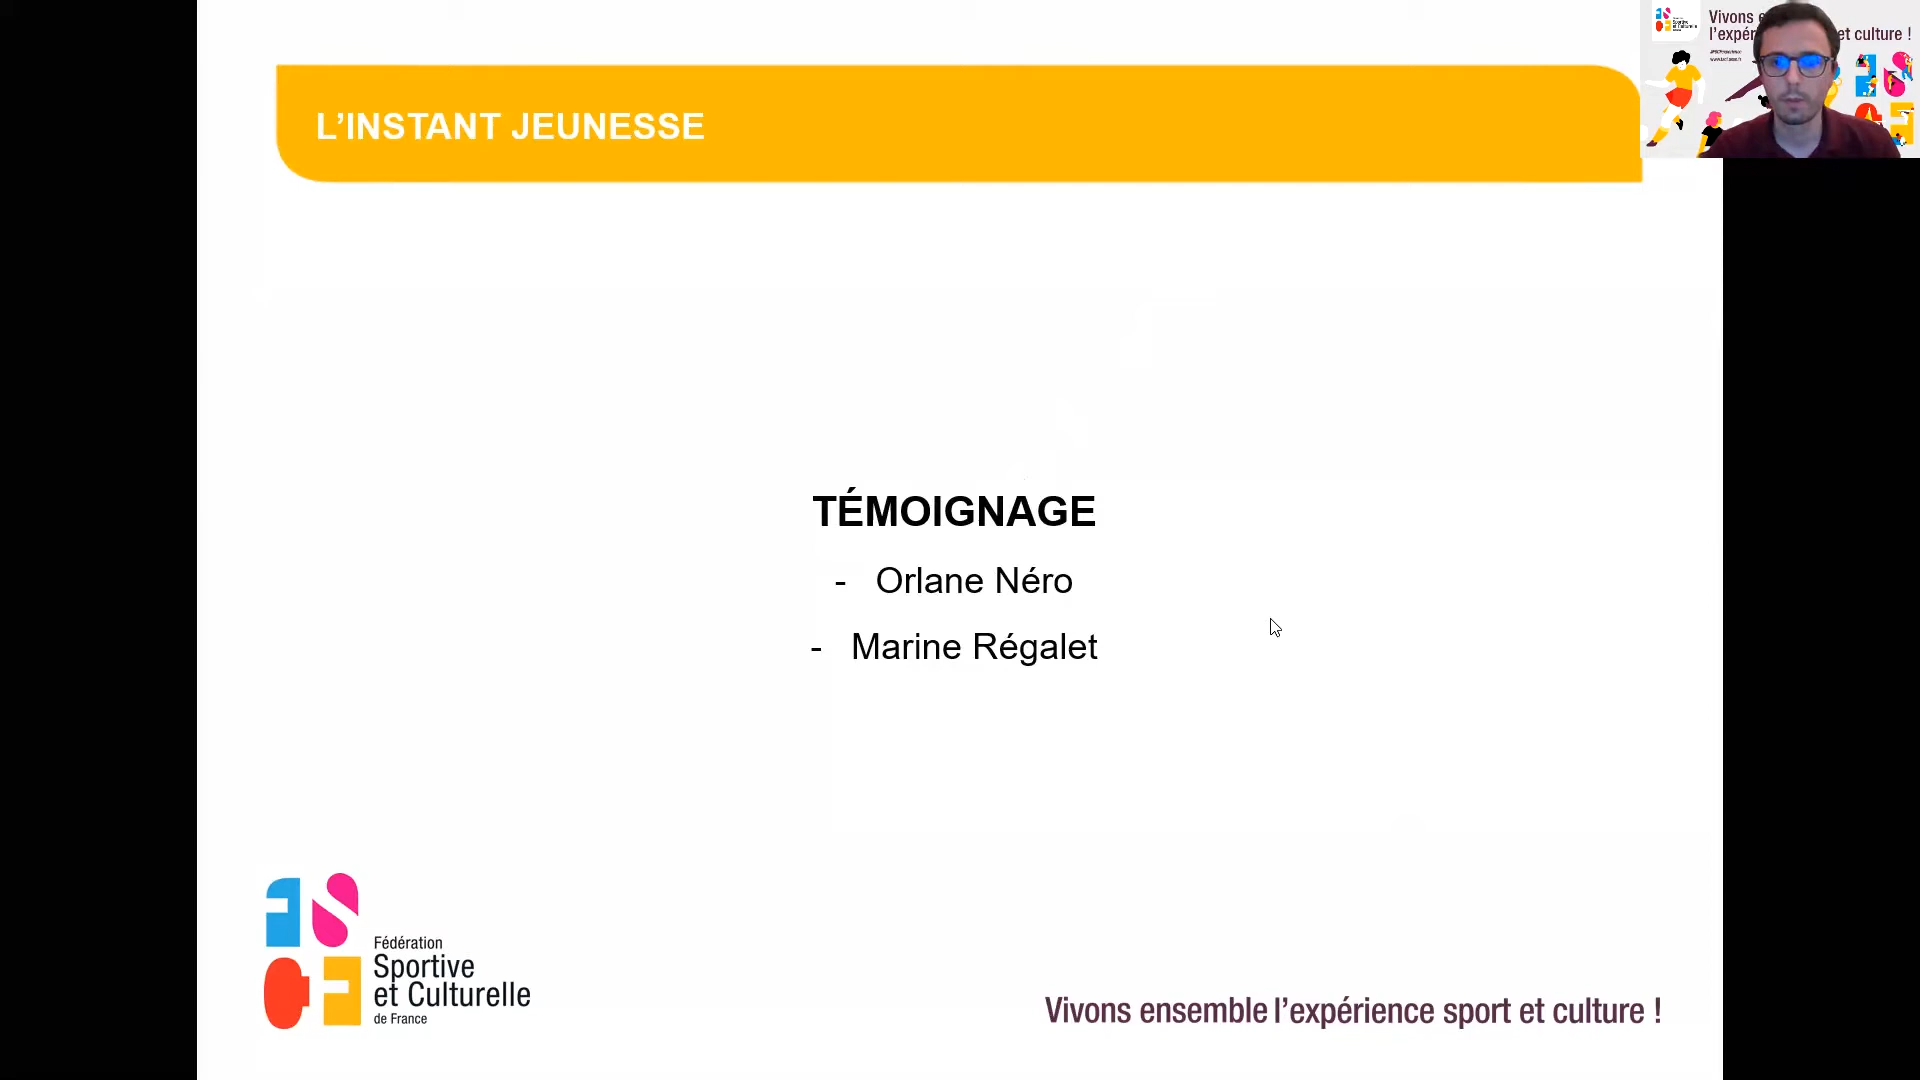 L’INSTANT JEUNESSE
Vivons e
l’expér et culture !
TÉMOIGNAGE
- Orlane Néro
- Marine Régalet
Fédération
Sportive
et Culturelle
de France
Vivons ensemble l’expérience sport et culture !